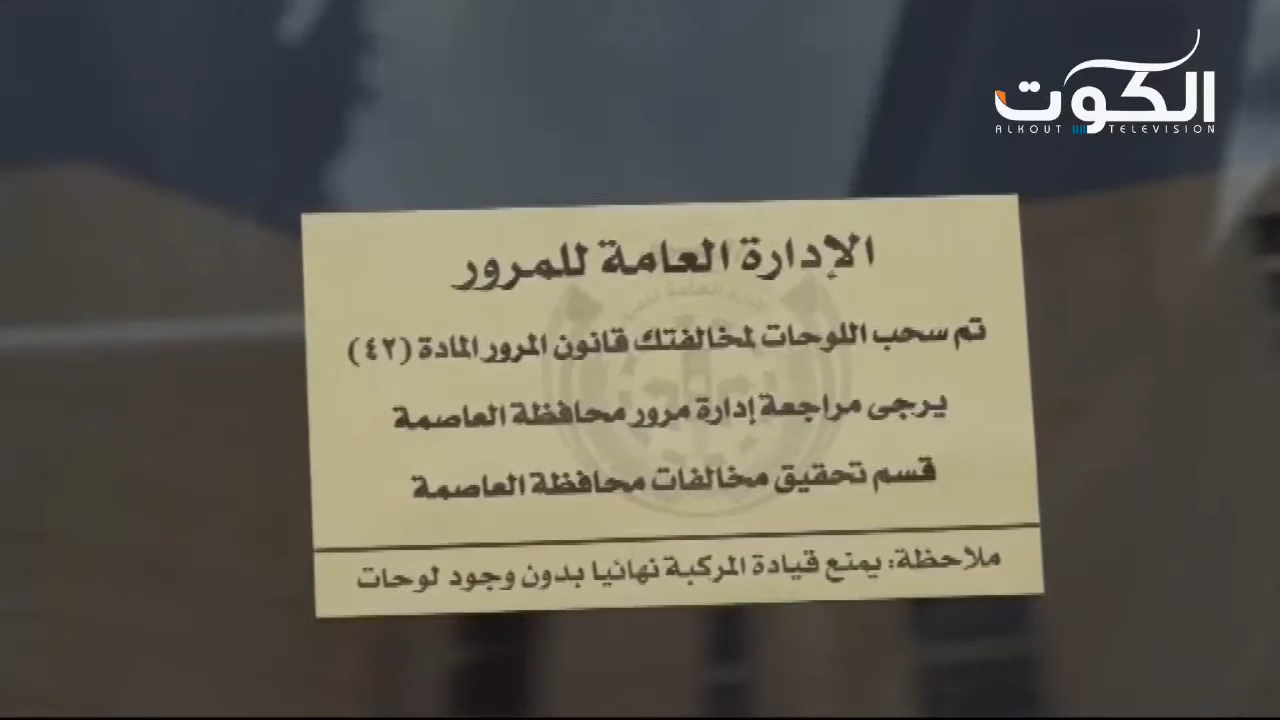 الكوت
ALKOUT TELEVISION
الإدارة العامة للمرور
تم سحب اللوحات لمخالفتك قانون المرور المادة (٤٢)
يرجى مراجعة إدارة مرور محافظة العاصمة
قسم تحقيق مخالفات محافظة العاصمة
ملاحظة: يمنع قيادة المركبة نهائيا بدون وجود لوحات